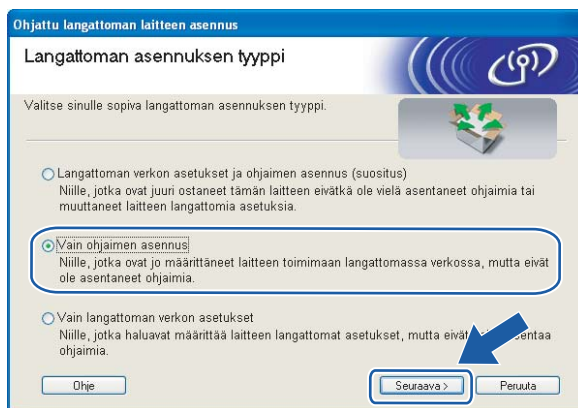 Ohjattu langattoman laitteen asennus
Langattoman asennuksen tyyppi
Valitse sinulle sopiva langattoman asennuksen tyyppi.
Langattoman verkon asetukset ja ohjaimen asennus (suositus)
Niille, jotka ovat juuri ostaneet tämän laitteen eivätkä ole vielä asentaneet ohjaimia tai
muuttaneet laitteen langattomia asetuksia.
Vain ohjaimen asennus
Niille, jotka ovat jo määrittäneet laitteen toimimaan langattomassa verkossa, mutta eivät
ole asentaneet ohjaimia.
Vain langattoman verkon asetukset
Niille, jotka haluavat määrittää laitteen langattomat asetukset, mutta eivät
ohjaimia.
Ohje Seuraava > Peruuta